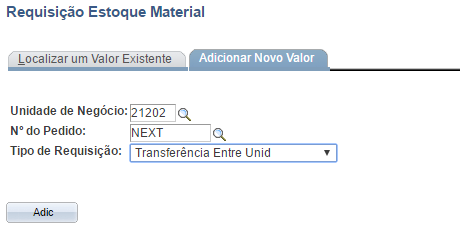 Requisição Estoque Material
Localizar um Valor Existente
Adicionar Novo Valor
Unidade de Negócio: 21202
Nº do Pedido: NEXT
Tipo de Requisição: Transferência Entre Unid
Adic